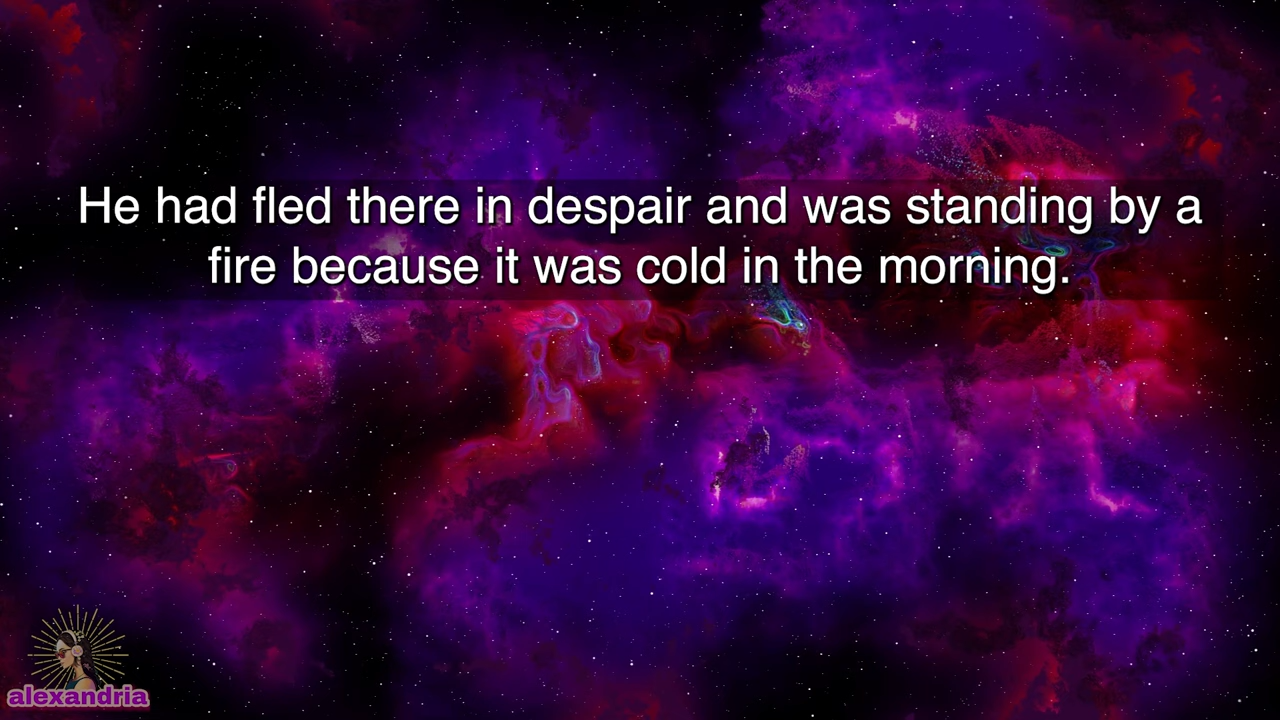 He had fled there in despair and was standing by a
fire because it was cold in the morning.
alexandria